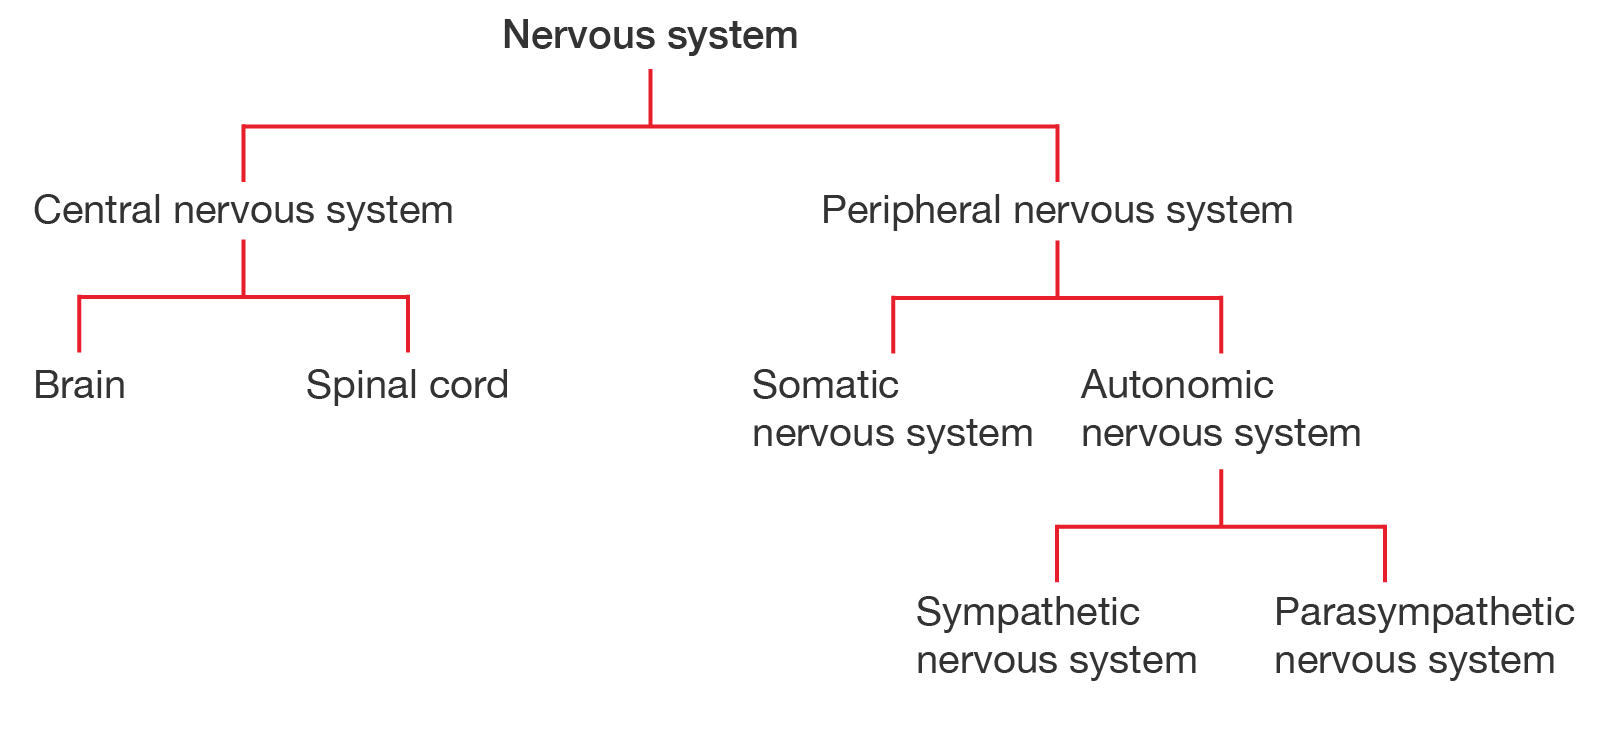 Nervous system
Central nervous system
Peripheral nervous system
Brain
Spinal cord
Somatic
nervous system
Autonomic
nervous system
Sympathetic
nervous system
Parasympathetic
nervous system